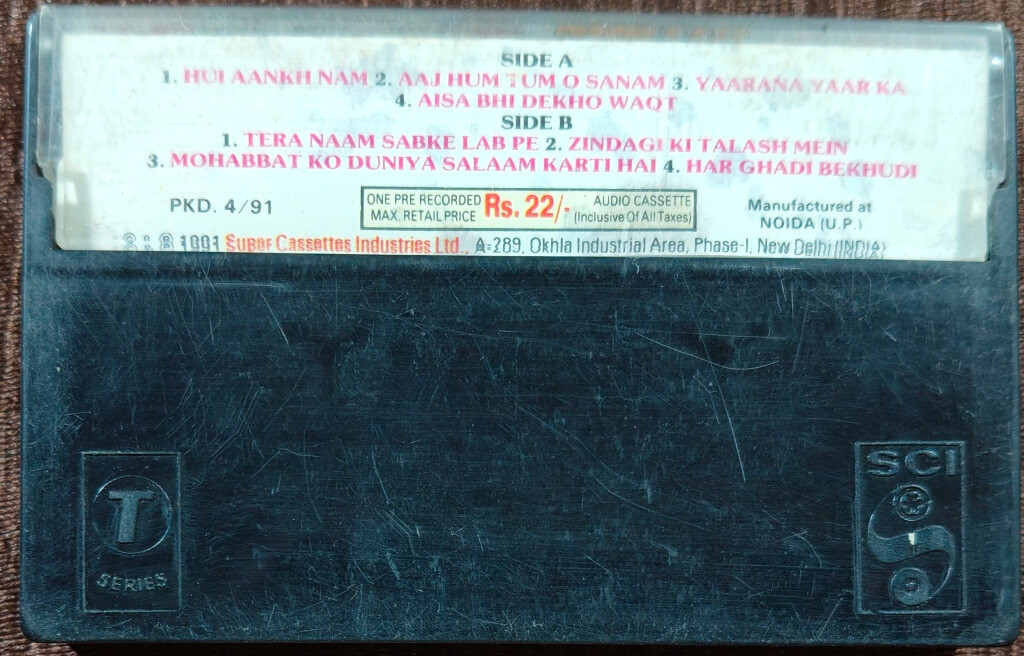 SIDE A
1. HUI AANKH NAM 2. AAJ HUM TUM O SANAM 3. YAARANA YAAR KA
4. AISA BHI DEKHO WAQT
SIDE B
1. TERA NAAM SABKE LAB PE 2. ZINDAGI KI TALASH MEIN
3. MOHABBAT KO DUNIYA SALAAM KARTI HAI 4. HAR GHADI BEKHUDI
PKD. 4/91
ONE PRE RECORDED
MAX. RETAIL PRICE
Rs. 22/-
AUDIO CASSETTE
(Inclusive Of All Taxes)
Manufactured at
NOIDA (U.P.)
1991 Super Cassettes Industries Ltd., A-289, Okhla Industrial Area, Phase-I, New Delhi (INDIA)
T
SERIES
SCI